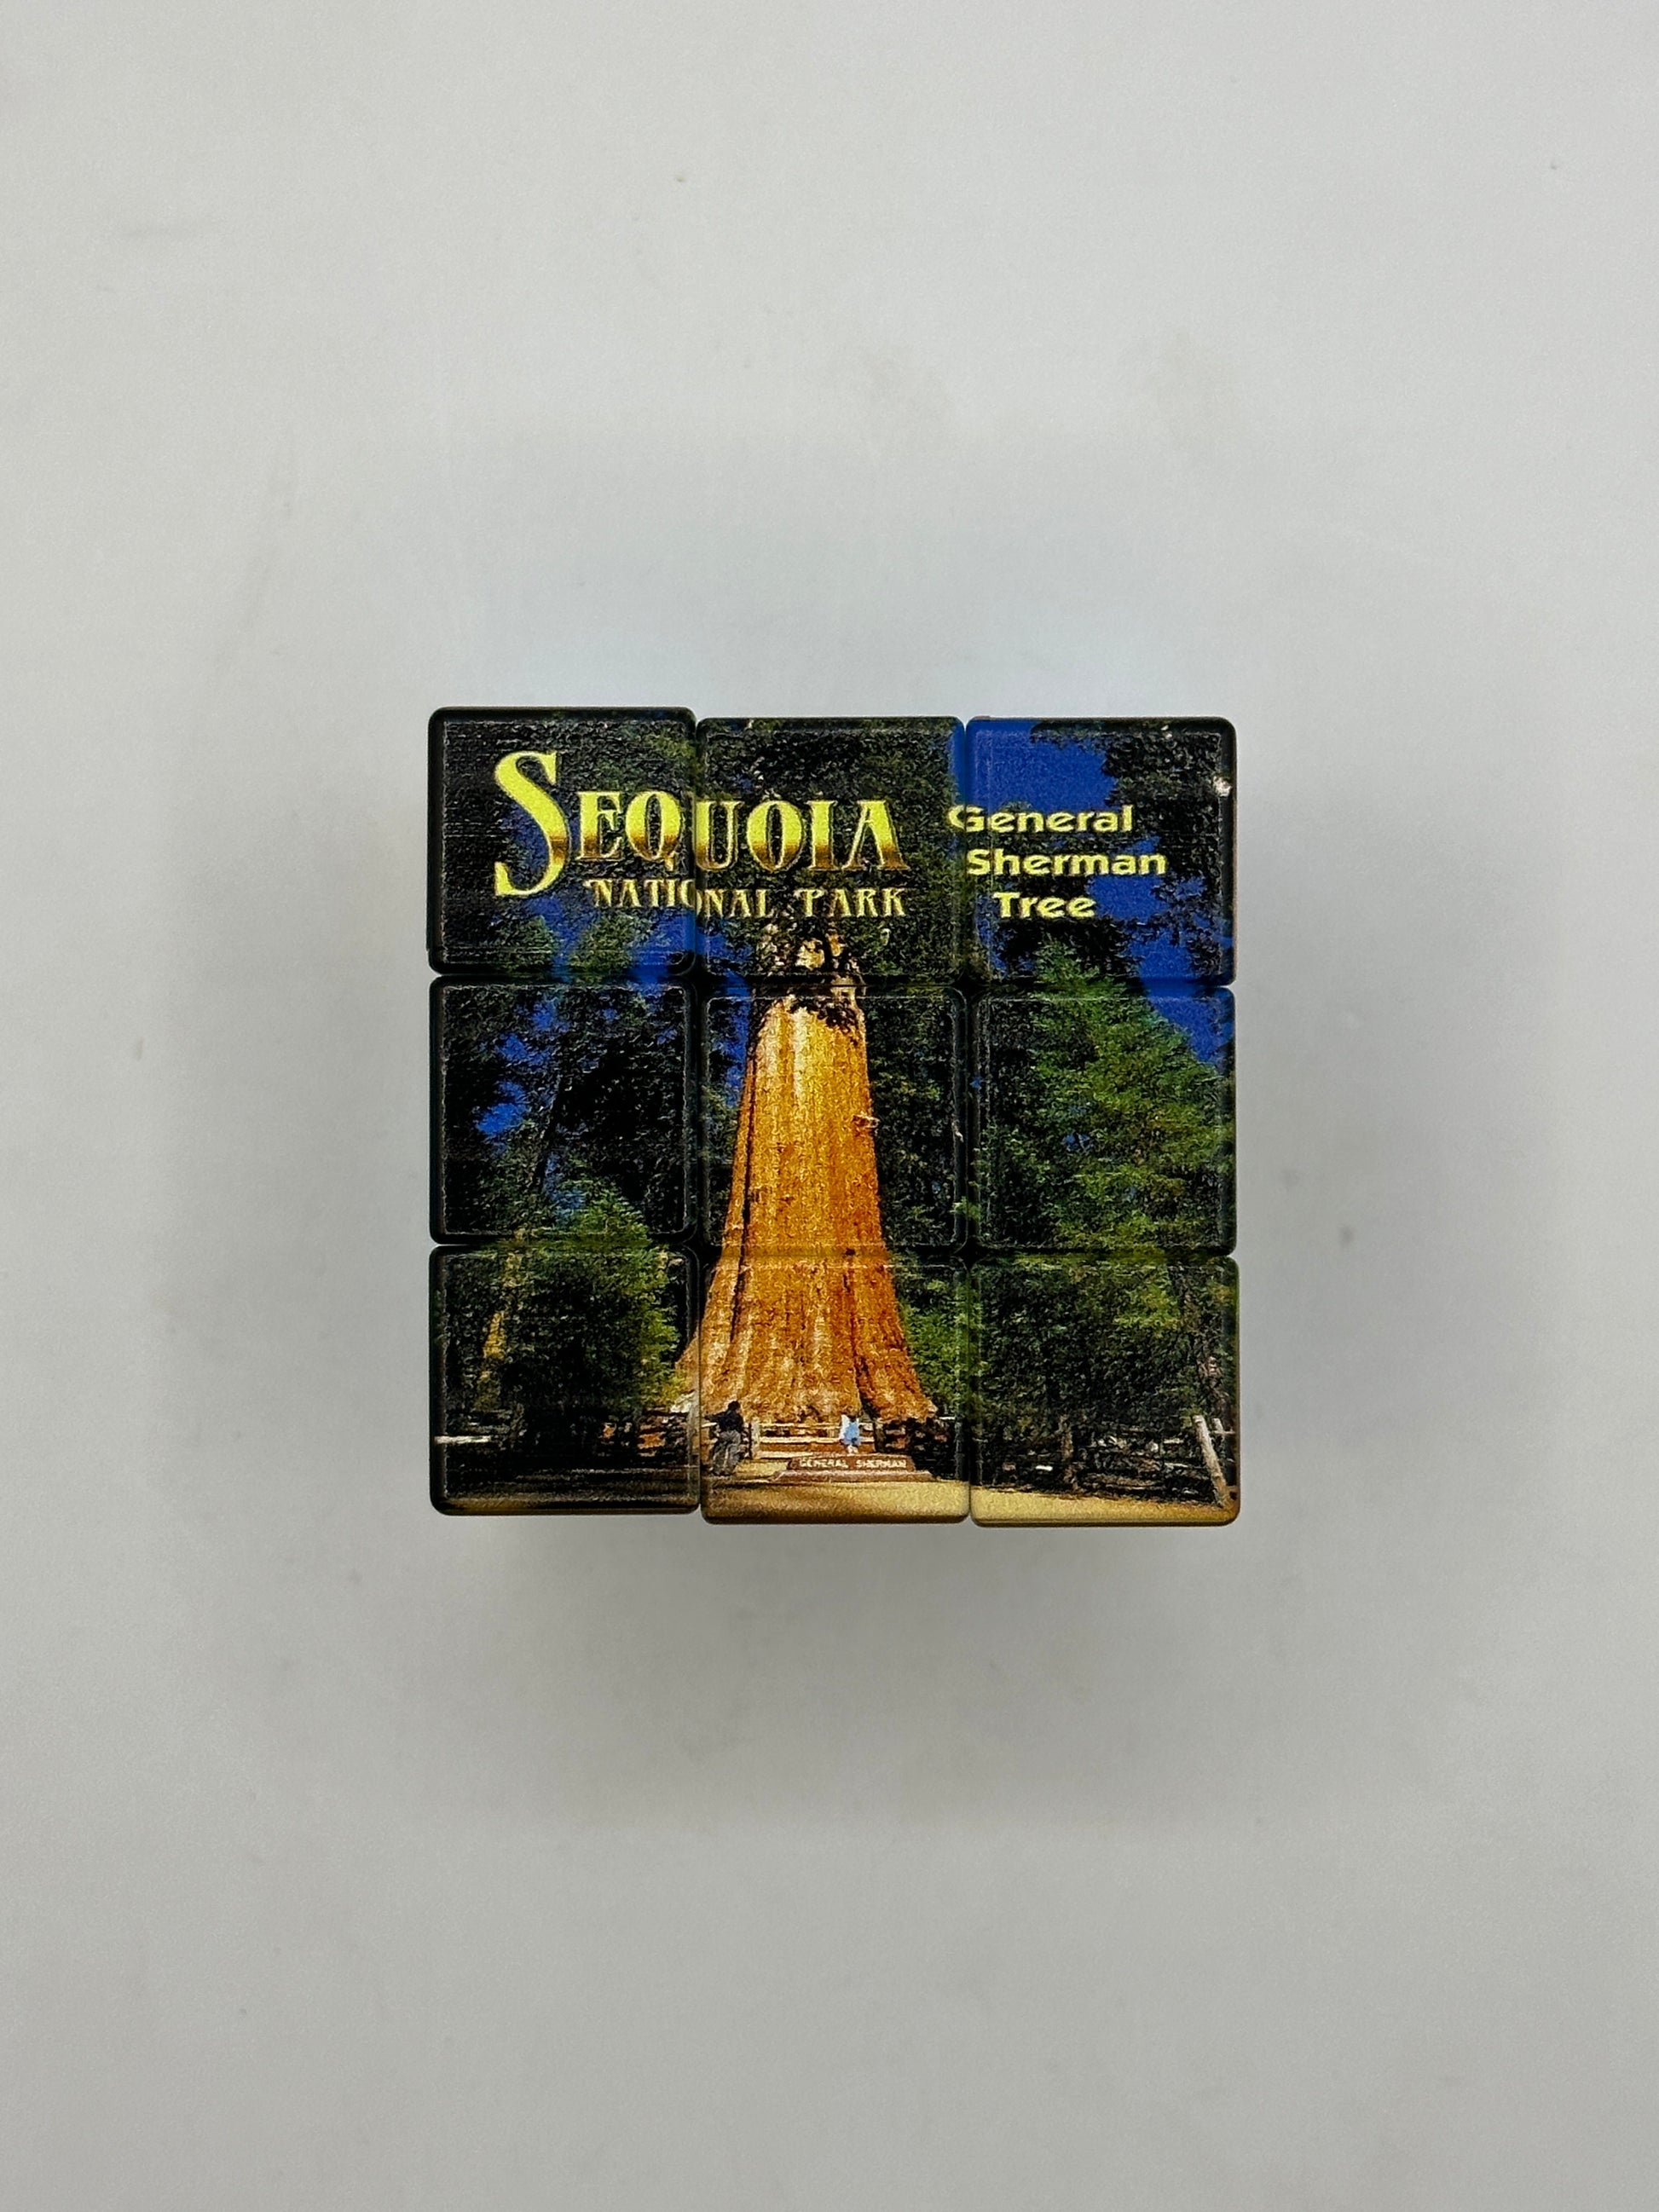 SEQUOIA
NATIONAL PARK
General
Sherman
Tree
GENERAL SHERMAN